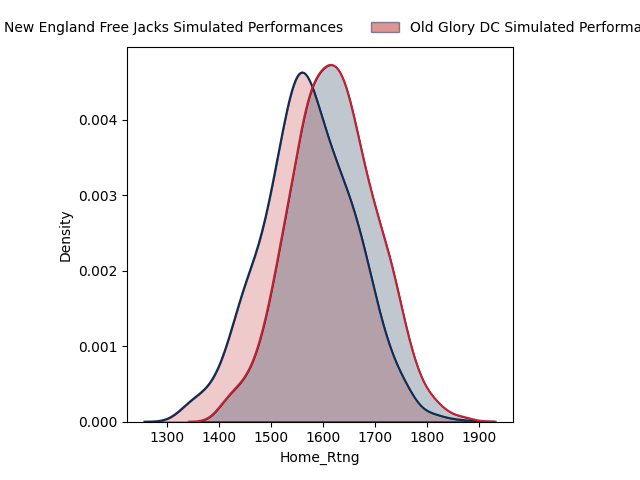 New England Free Jacks Simulated Performances
Old Glory DC Simulated
0.004
0.003
0.002
0.001
0.000
Density
1300 1400 1500 1600 1700 1800 1900
Home_Rtng